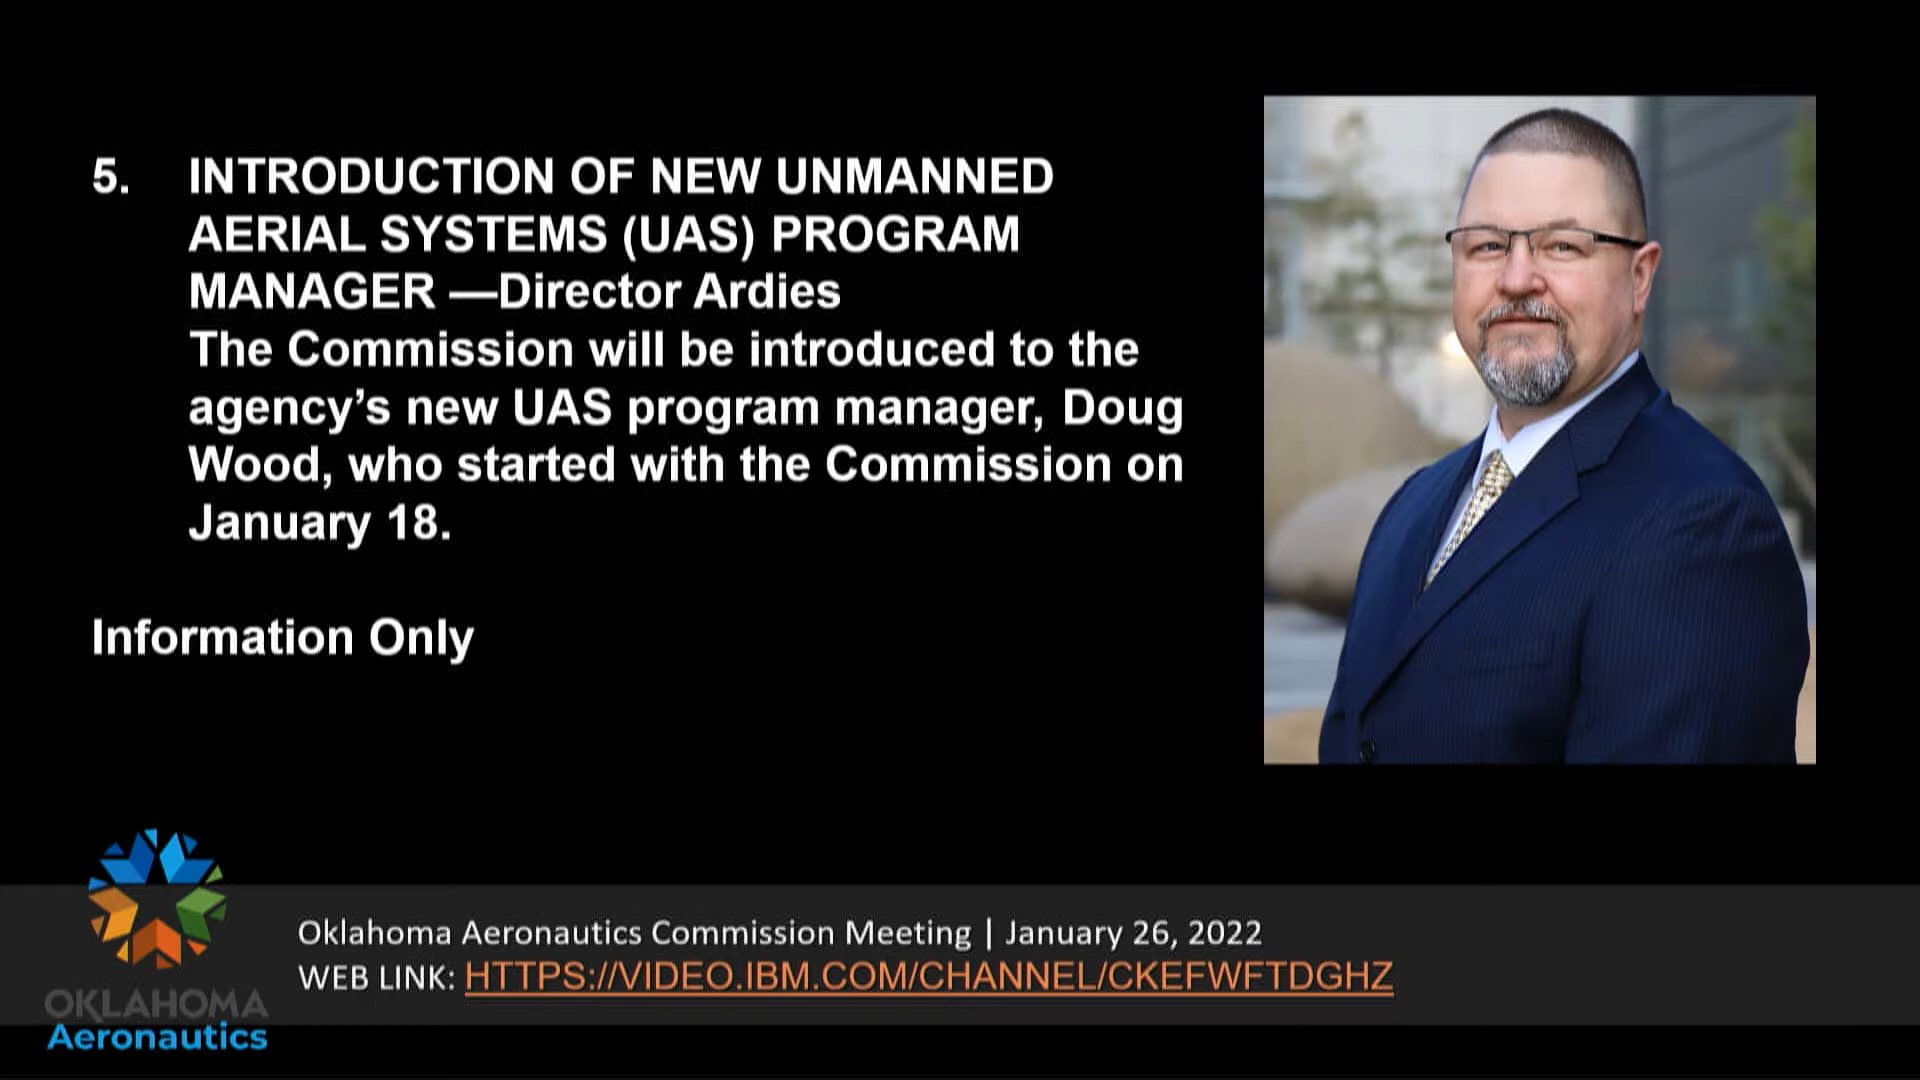 5. INTRODUCTION OF NEW UNMANNED
AERIAL SYSTEMS (UAS) PROGRAM
MANAGER —Director Ardies
The Commission will be introduced to the
agency’s new UAS program manager, Doug
Wood, who started with the Commission on
January 18.
Information Only
Oklahoma Aeronautics Commission Meeting | January 26, 2022
WEB LINK: HTTPS://VIDEO.IBM.COM/CHANNEL/CKEFWFTDGHZ
OKLAHOMA
Aeronautics